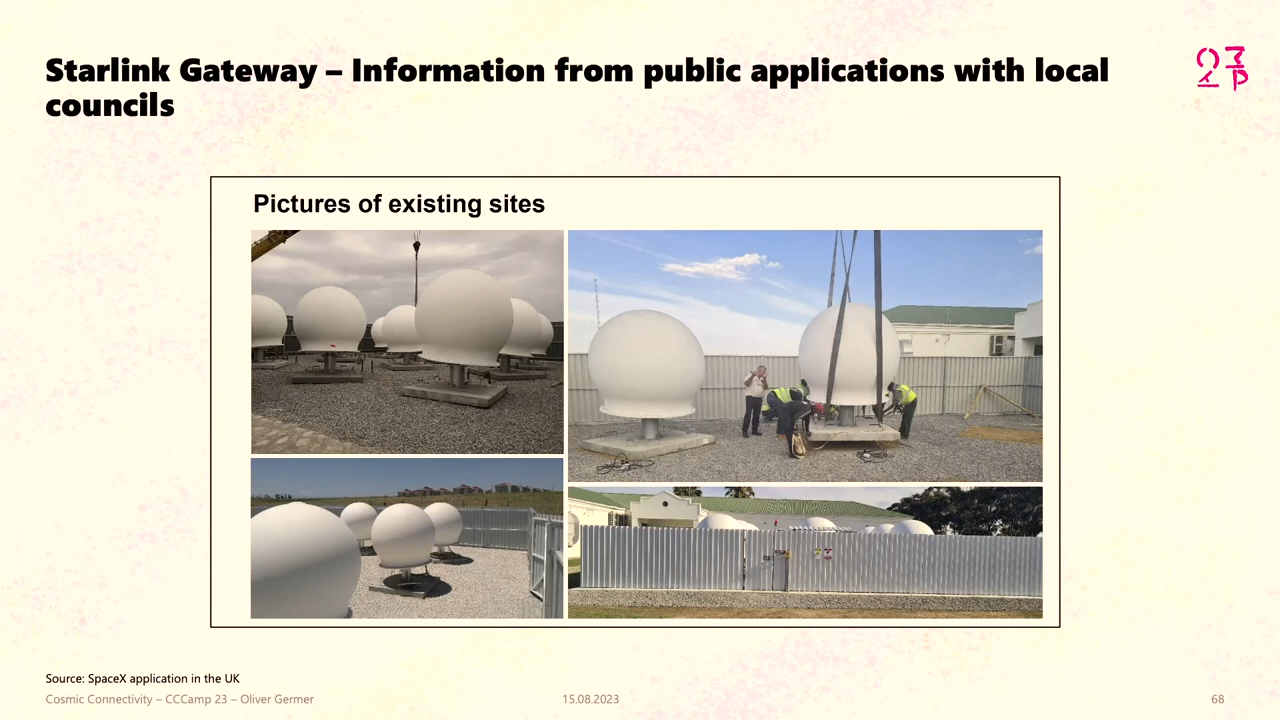 Starlink Gateway – Information from public applications with local
councils
Pictures of existing sites
Source: SpaceX application in the UK
Cosmic Connectivity – CCCamp 23 – Oliver Germer
15.08.2023
68